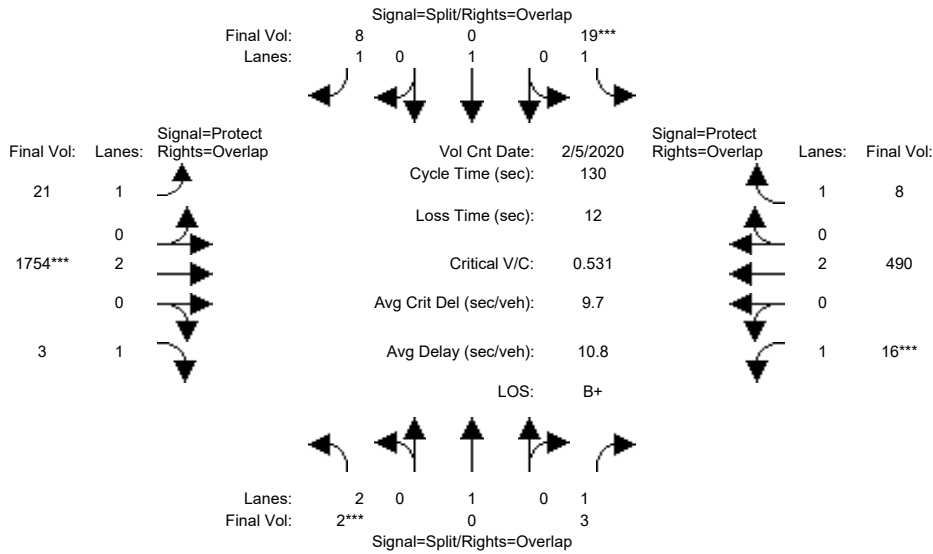 Signal=Split/Rights=Overlap
Final Vol: 8 0 19***
Lanes: 1 0 1 0 1
Signal=Protect Signal=Protect
Final Vol: Lanes: Rights=Overlap Vol Cnt Date: 2/5/2020 Rights=Overlap Lanes: Final Vol:
Cycle Time (sec): 130
21 1 1 8
Loss Time (sec): 12
0 0
1754*** 2 Critical V/C: 0.531 2 490
0 Avg Crit Del (sec/veh): 9.7 0
3 1 Avg Delay (sec/veh): 10.8 1 16***
LOS: B+
Lanes: 2 0 1 0 1
Final Vol: 2*** 0 3
Signal=Split/Rights=Overlap